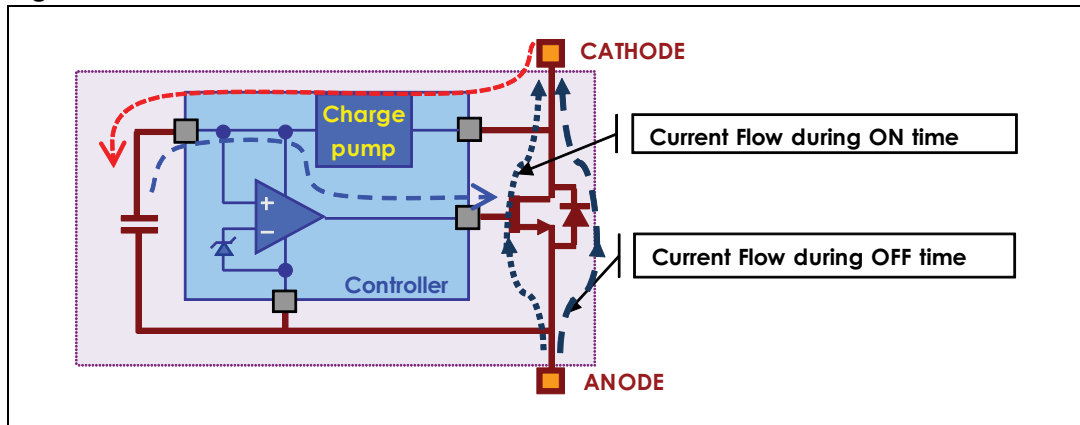 CATHODE
Charge
pump
Current Flow during ON time
+
−
Current Flow during OFF time
Controller
ANODE